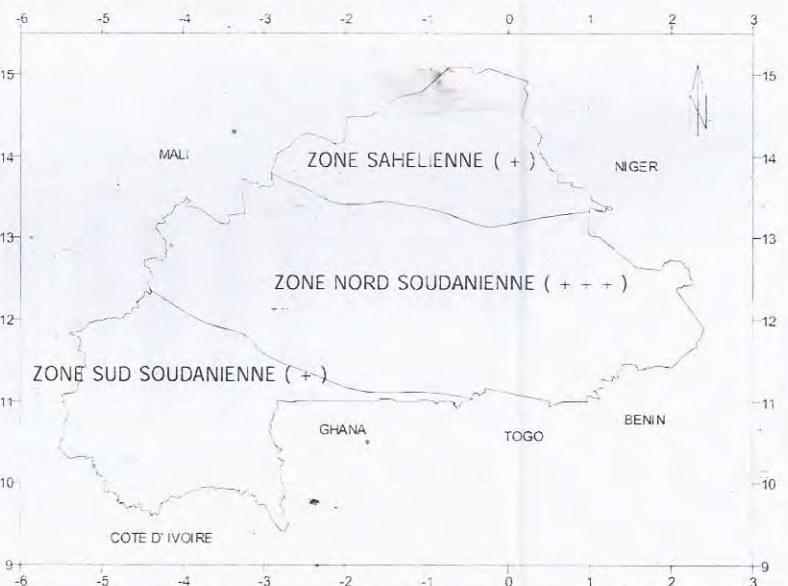 -6 -5 -4 -3 -2 -1 0 1 2 3
15 15
N
MALI ZONE SAHELIENNE ( + ) NIGER
14 14
13 13
ZONE NORD SOUDANIENNE ( + + + )
12 12
ZONE SUD SOUDANIENNE ( + )
11 11
GHANA TOGO BENIN
10 10
COTE D' IVOIRE
9 9
-6 -5 -4 -3 -2 -1 0 1 2 3